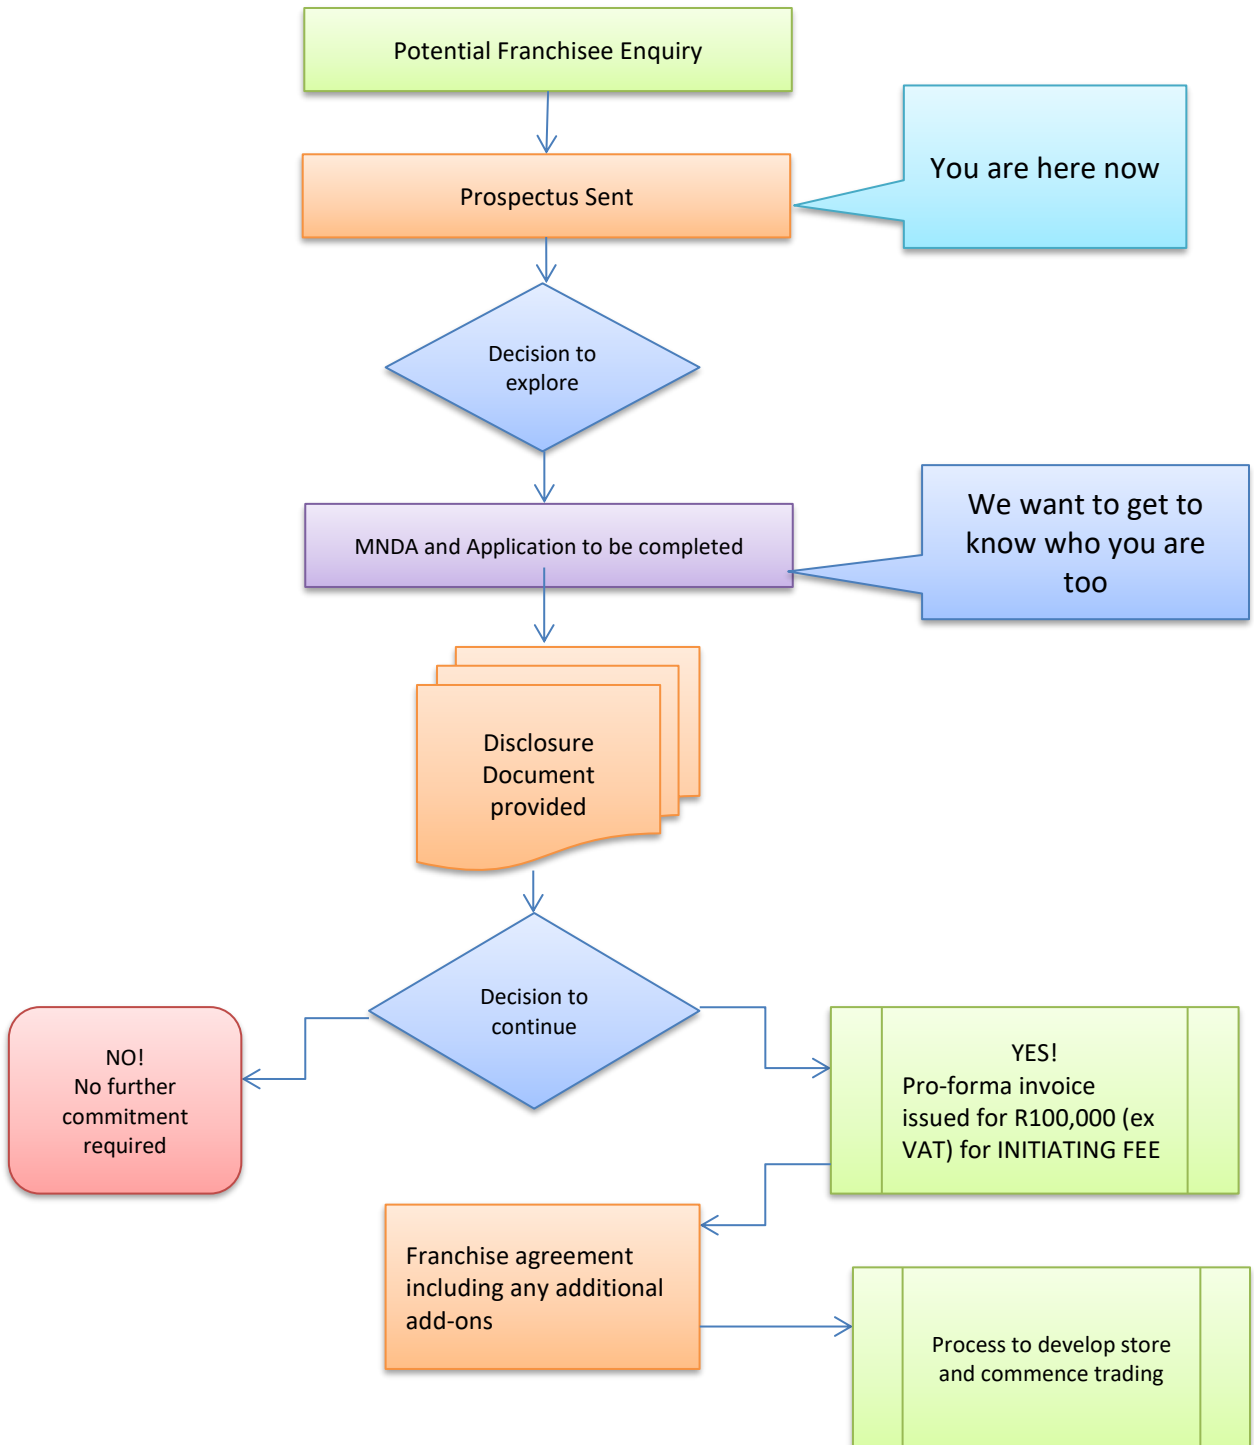 Potential Franchisee Enquiry
Prospectus Sent
You are here now
Decision to
explore
MNDA and Application to be completed
We want to get to
know who you are
too
Disclosure
Document
provided
Decision to
continue
NO!
No further
commitment
required
YES!
Pro-forma invoice
issued for R100,000 (ex
VAT) for INITIATING FEE
Franchise agreement
including any additional
add-ons
Process to develop store
and commence trading